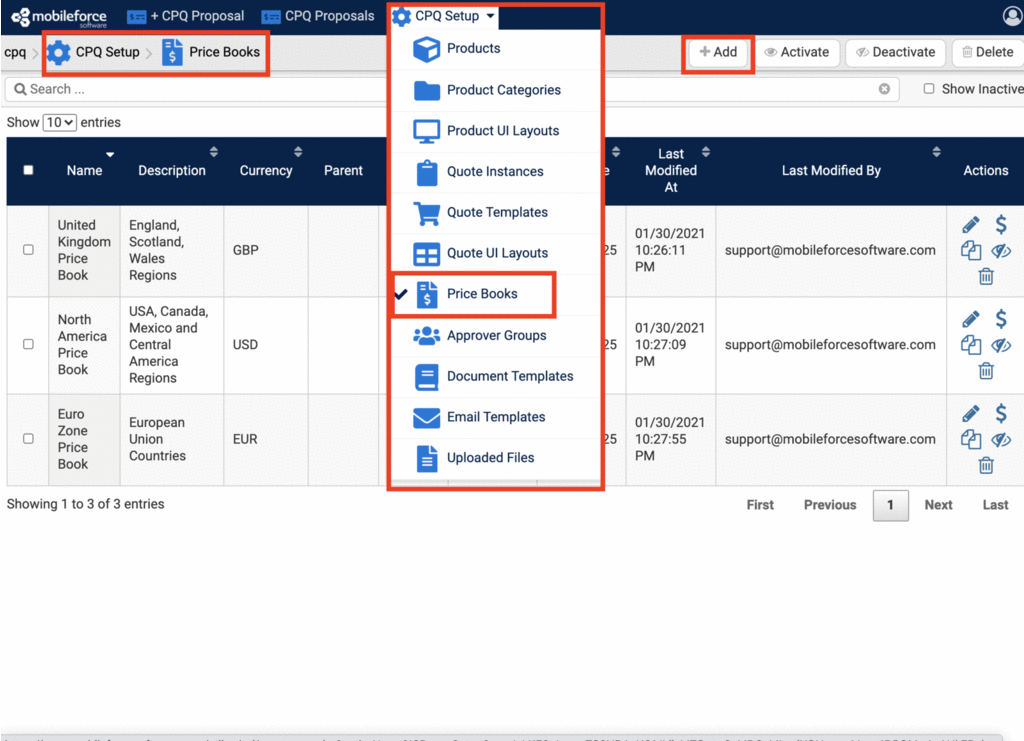 mobileforce
software
+ CPQ Proposal
CPQ Proposals
CPQ Setup
cpq
CPQ Setup
Price Books
+ Add
Activate
Deactivate
Delete
Search ...
Show Inactive
Show 10 entries
Name
Description
Currency
Parent
Last
Modified
At
Last Modified By
Actions
United
Kingdom
Price
Book
England,
Scotland,
Wales
Regions
GBP
25
01/30/2021
10:26:11
PM
support@mobileforcesoftware.com
North
America
Price
Book
USA, Canada,
Mexico and
Central
America
Regions
USD
25
01/30/2021
10:27:09
PM
support@mobileforcesoftware.com
Euro
Zone
Price
Book
European
Union
Countries
EUR
25
01/30/2021
10:27:55
PM
support@mobileforcesoftware.com
Products
Product Categories
Product UI Layouts
Quote Instances
Quote Templates
Quote UI Layouts
Price Books
Approver Groups
Document Templates
Email Templates
Uploaded Files
Showing 1 to 3 of 3 entries
First
Previous
1
Next
Last